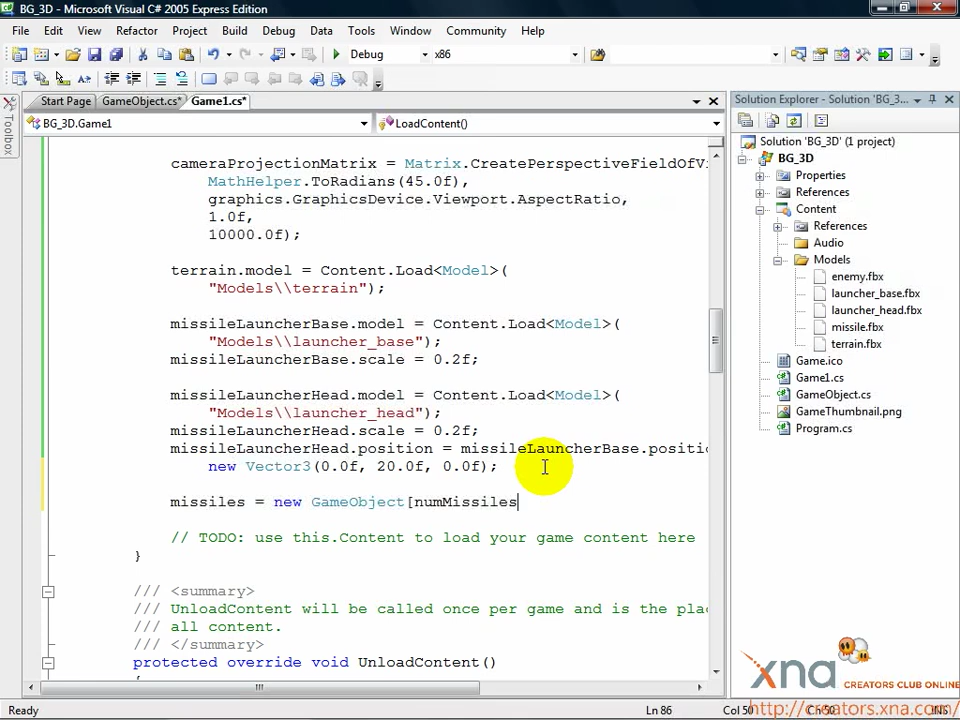 BG_3D - Microsoft Visual C# 2005 Express Edition
File Edit View Refactor Project Build Debug Data Tools Window Community Help
Debug x86
Start Page GameObject.cs* Game1.cs*
BG_3D.Game1 LoadContent()
Toolbox
cameraProjectionMatrix = Matrix.CreatePerspectiveFieldOfVi
MathHelper.ToRadians(45.0f),
graphics.GraphicsDevice.Viewport.AspectRatio,
1.0f,
10000.0f);
terrain.model = Content.Load<Model>(
"Models\\terrain");
missileLauncherBase.model = Content.Load<Model>(
"Models\\launcher_base");
missileLauncherBase.scale = 0.2f;
missileLauncherHead.model = Content.Load<Model>(
"Models\\launcher_head");
missileLauncherHead.scale = 0.2f;
missileLauncherHead.position = missileLauncherBase.positio
new Vector3(0.0f, 20.0f, 0.0f);
missiles = new GameObject[numMissiles
// TODO: use this.Content to load your game content here
}
/// <summary>
/// UnloadContent will be called once per game and is the pla
/// all content.
/// </summary>
protected override void UnloadContent()
Solution Explorer - Solution 'BG_3...
Solution 'BG_3D' (1 project)
BG_3D
Properties
References
Content
References
Audio
Models
enemy.fbx
launcher_base.fbx
launcher_head.fbx
missile.fbx
terrain.fbx
Game.ico
Game1.cs
GameObject.cs
GameThumbnail.png
Program.cs
xna CREATORS CLUB ONLINE
http://creators.xna.com/
Ready Ln 86 Col 50 Ch 50 INS